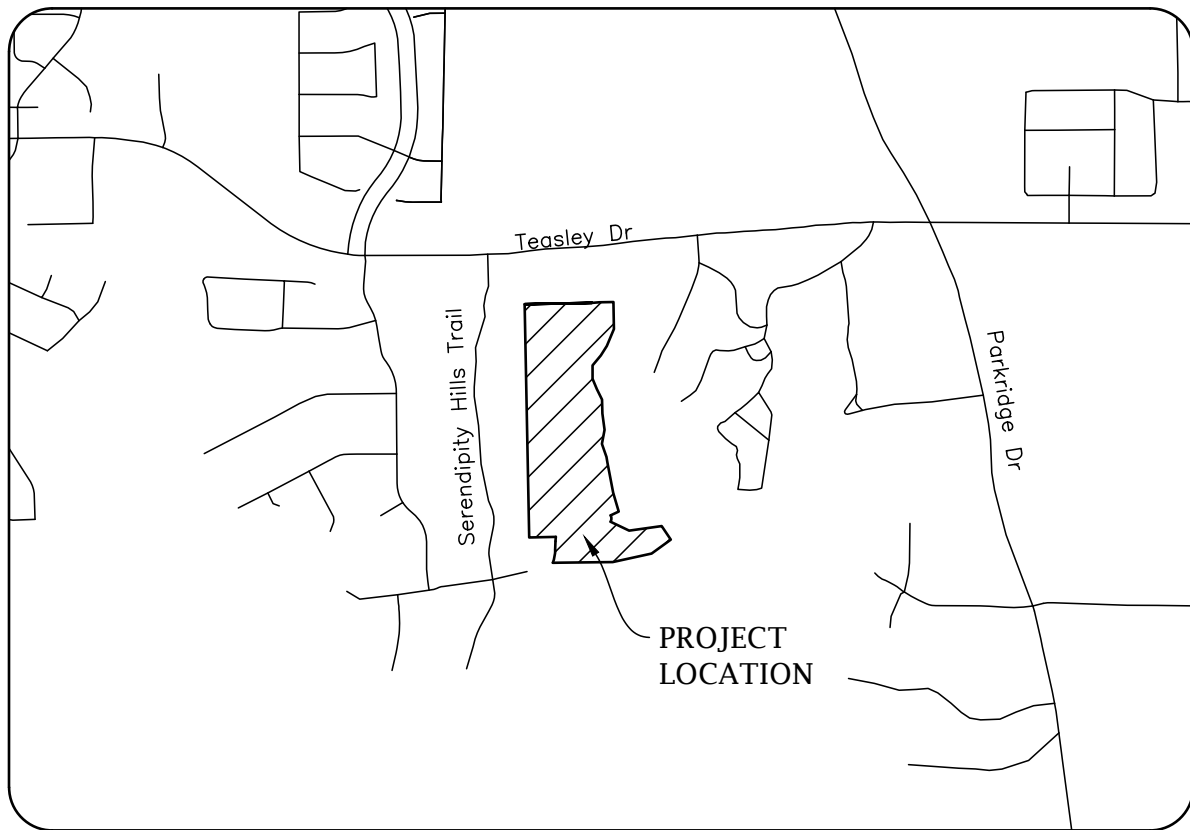 Teasley Dr
Serendipity Hills Trail
Parkridge Dr
PROJECT
LOCATION